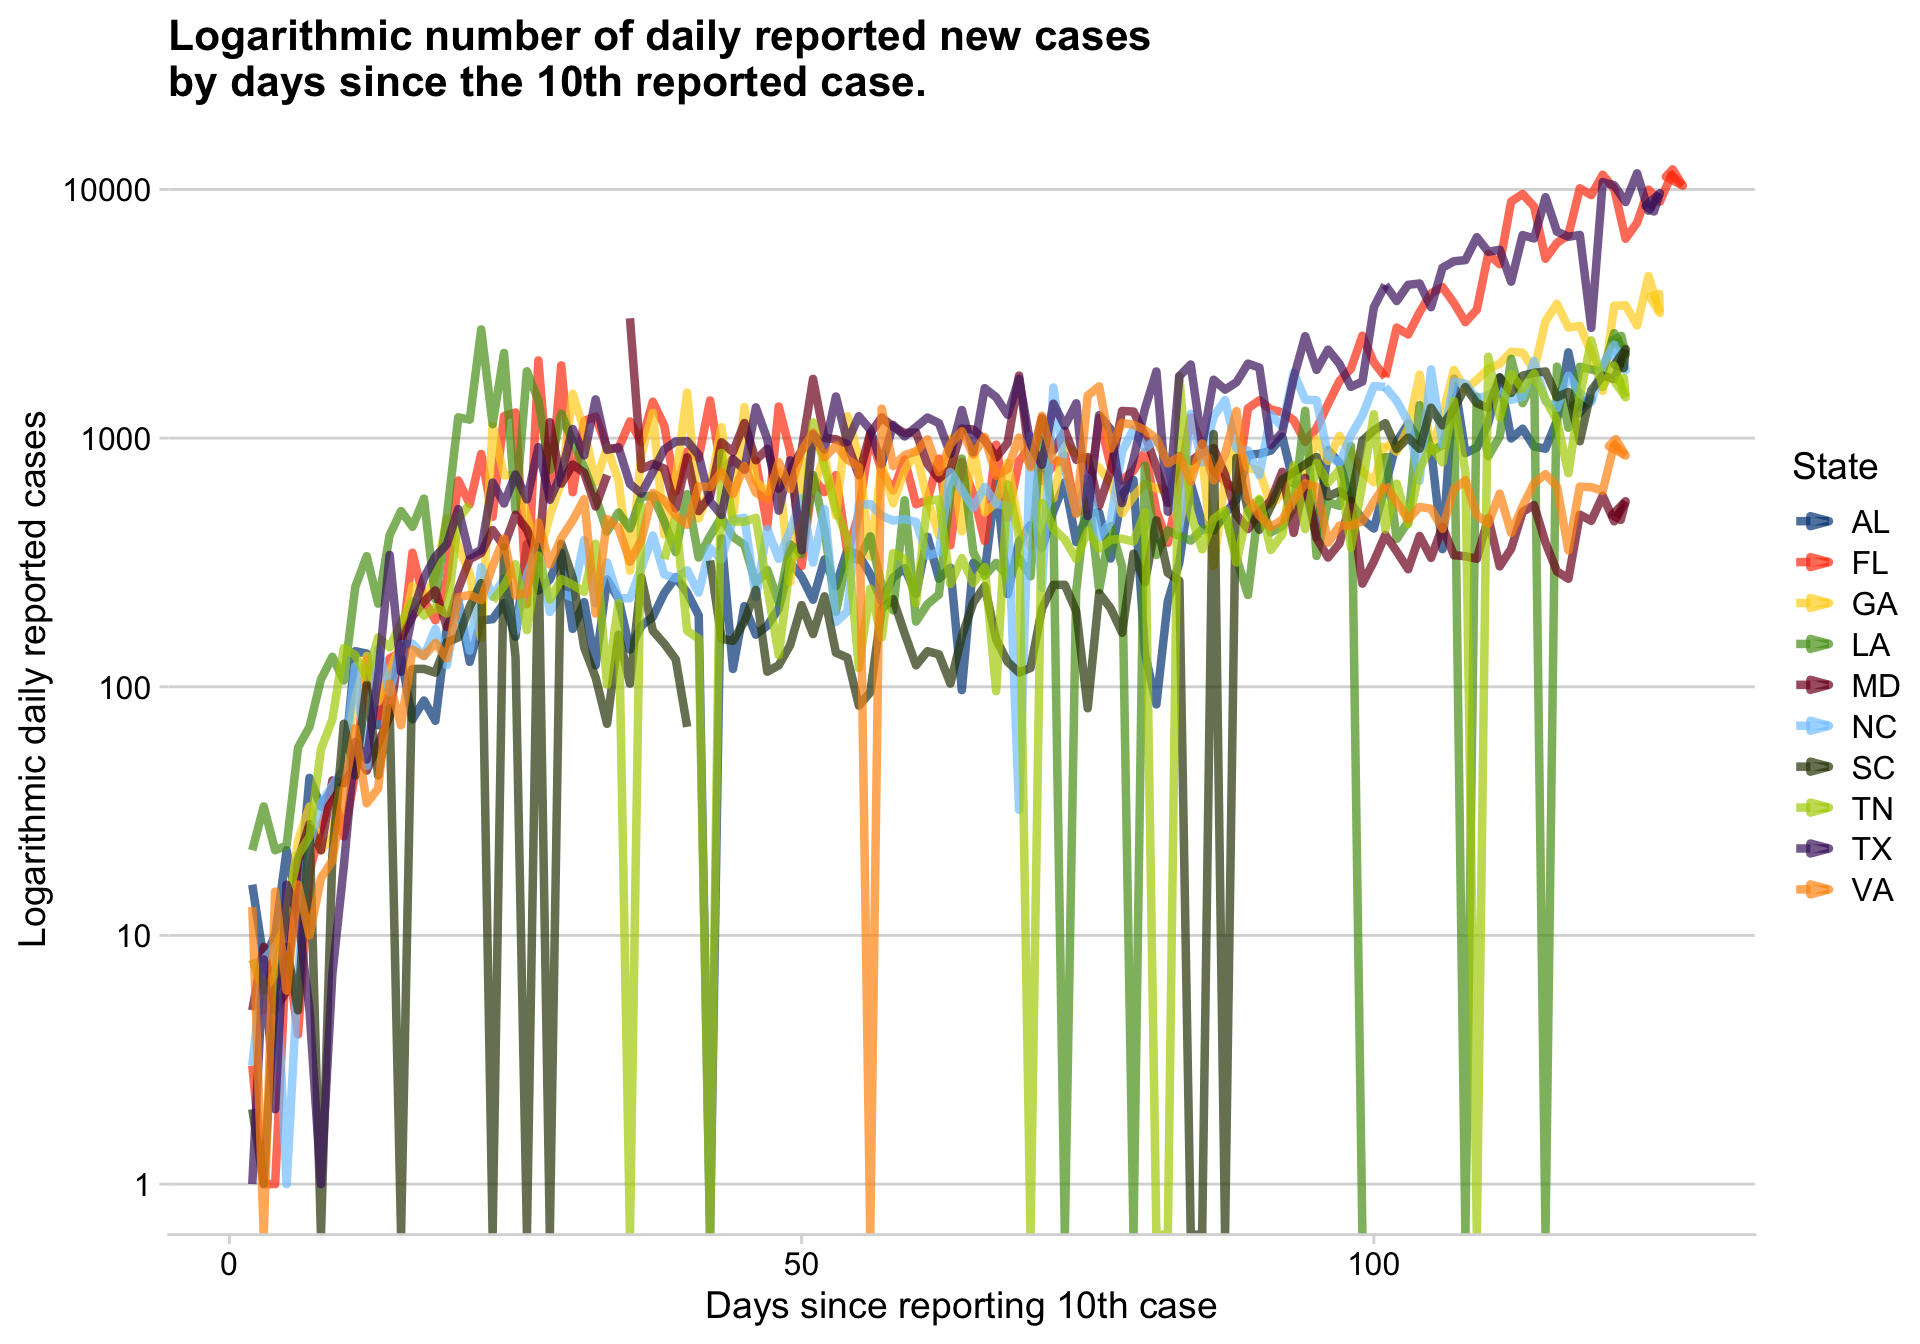 Logarithmic number of daily reported new cases
by days since the 10th reported case.
Logarithmic daily reported cases
10000
1000
100
10
1
0
50
100
Days since reporting 10th case
State
AL
FL
GA
LA
MD
NC
SC
TN
TX
VA